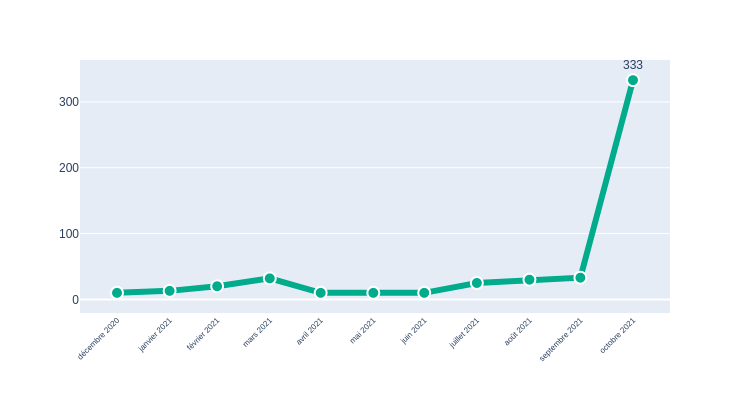 333
300
200
100
0
décembre 2020
janvier 2021
février 2021
mars 2021
avril 2021
mai 2021
juin 2021
juillet 2021
août 2021
septembre 2021
octobre 2021